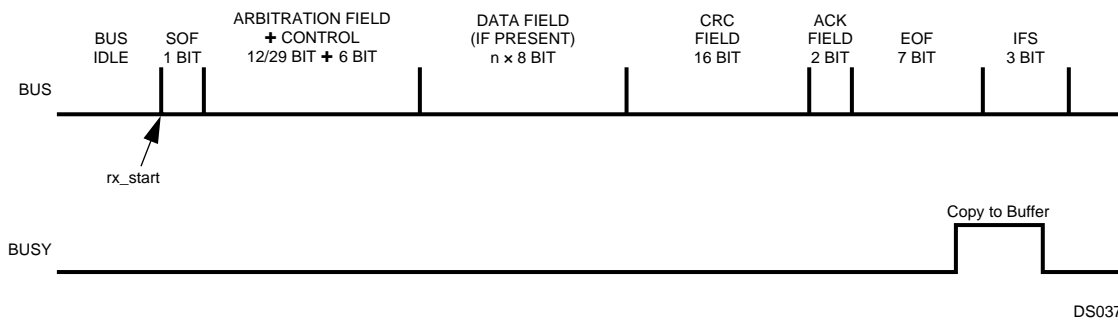 BUS
IDLE
SOF
1 BIT
ARBITRATION FIELD
+ CONTROL
12/29 BIT + 6 BIT
DATA FIELD
(IF PRESENT)
n × 8 BIT
CRC
FIELD
16 BIT
ACK
FIELD
2 BIT
EOF
7 BIT
IFS
3 BIT
BUS
rx_start
Copy to Buffer
BUSY
DS037